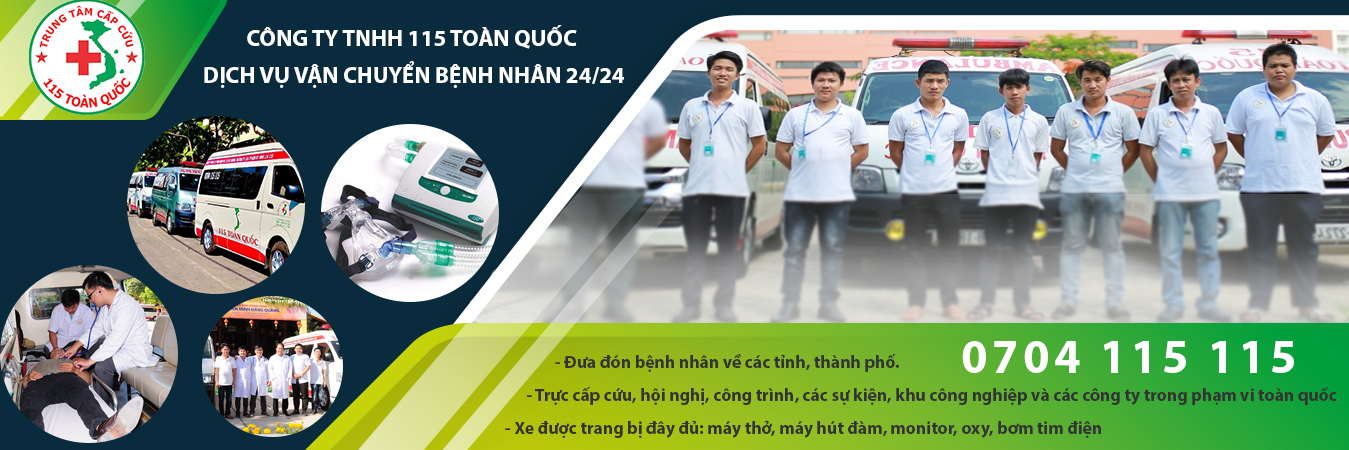 TRUNG TÂM CẤP CỨU
115 TOÀN QUỐC
CÔNG TY TNHH 115 TOÀN QUỐC
DỊCH VỤ VẬN CHUYỂN BỆNH NHÂN 24/24
AMBULANCE
115 TOÀN QUỐC
0704 115 115
- Đưa đón bệnh nhân về các tỉnh, thành phố.
- Trực cấp cứu, hội nghị, công trình, các sự kiện, khu công nghiệp và các công ty trong phạm vi toàn quốc
- Xe được trang bị đây đủ: máy thở, máy hút đàm, monitor, oxy, bơm tim điện